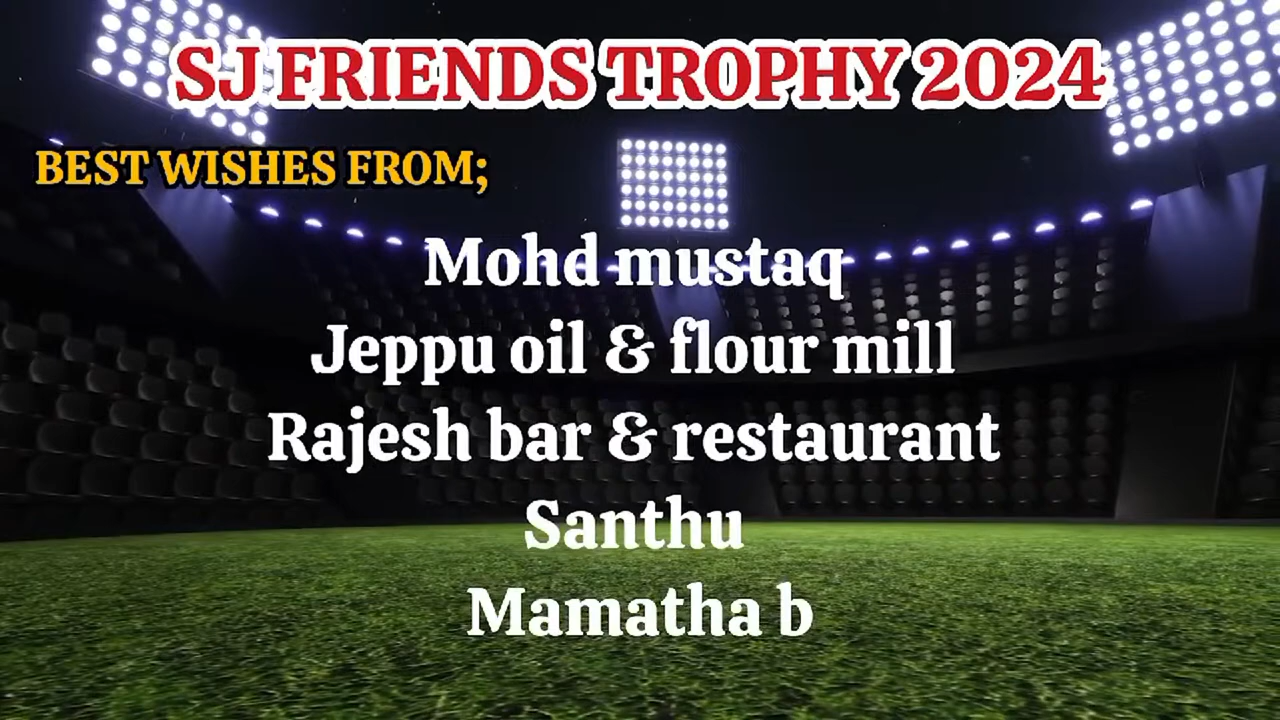 SJ FRIENDS TROPHY 2024
BEST WISHES FROM;
Mohd mustaq
Jeppu oil & flour mill
Rajesh bar & restaurant
Santhu
Mamatha b